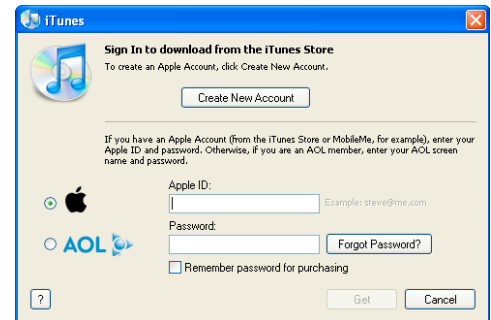 iTunes
Sign In to download from the iTunes Store
To create an Apple Account, click Create New Account.
Create New Account
If you have an Apple Account (from the iTunes Store or MobileMe, for example), enter your
Apple ID and password. Otherwise, if you are an AOL member, enter your AOL screen
name and password.
Apple ID:
Example: steve@me.com
Password:
AOL
Forgot Password?
Remember password for purchasing
?
Get
Cancel